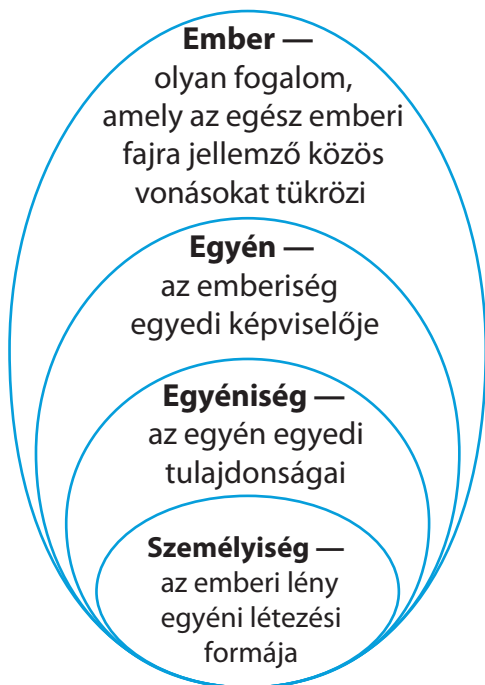 Ember —
olyan fogalom,
amely az egész emberi
fajra jellemző közös
vonásokat tükrözi
Egyén —
az emberiség
egyedi képviselője
Egyéniség —
az egyén egyedi
tulajdonságai
Személyiség —
az emberi lény
egyéni létezési
formája